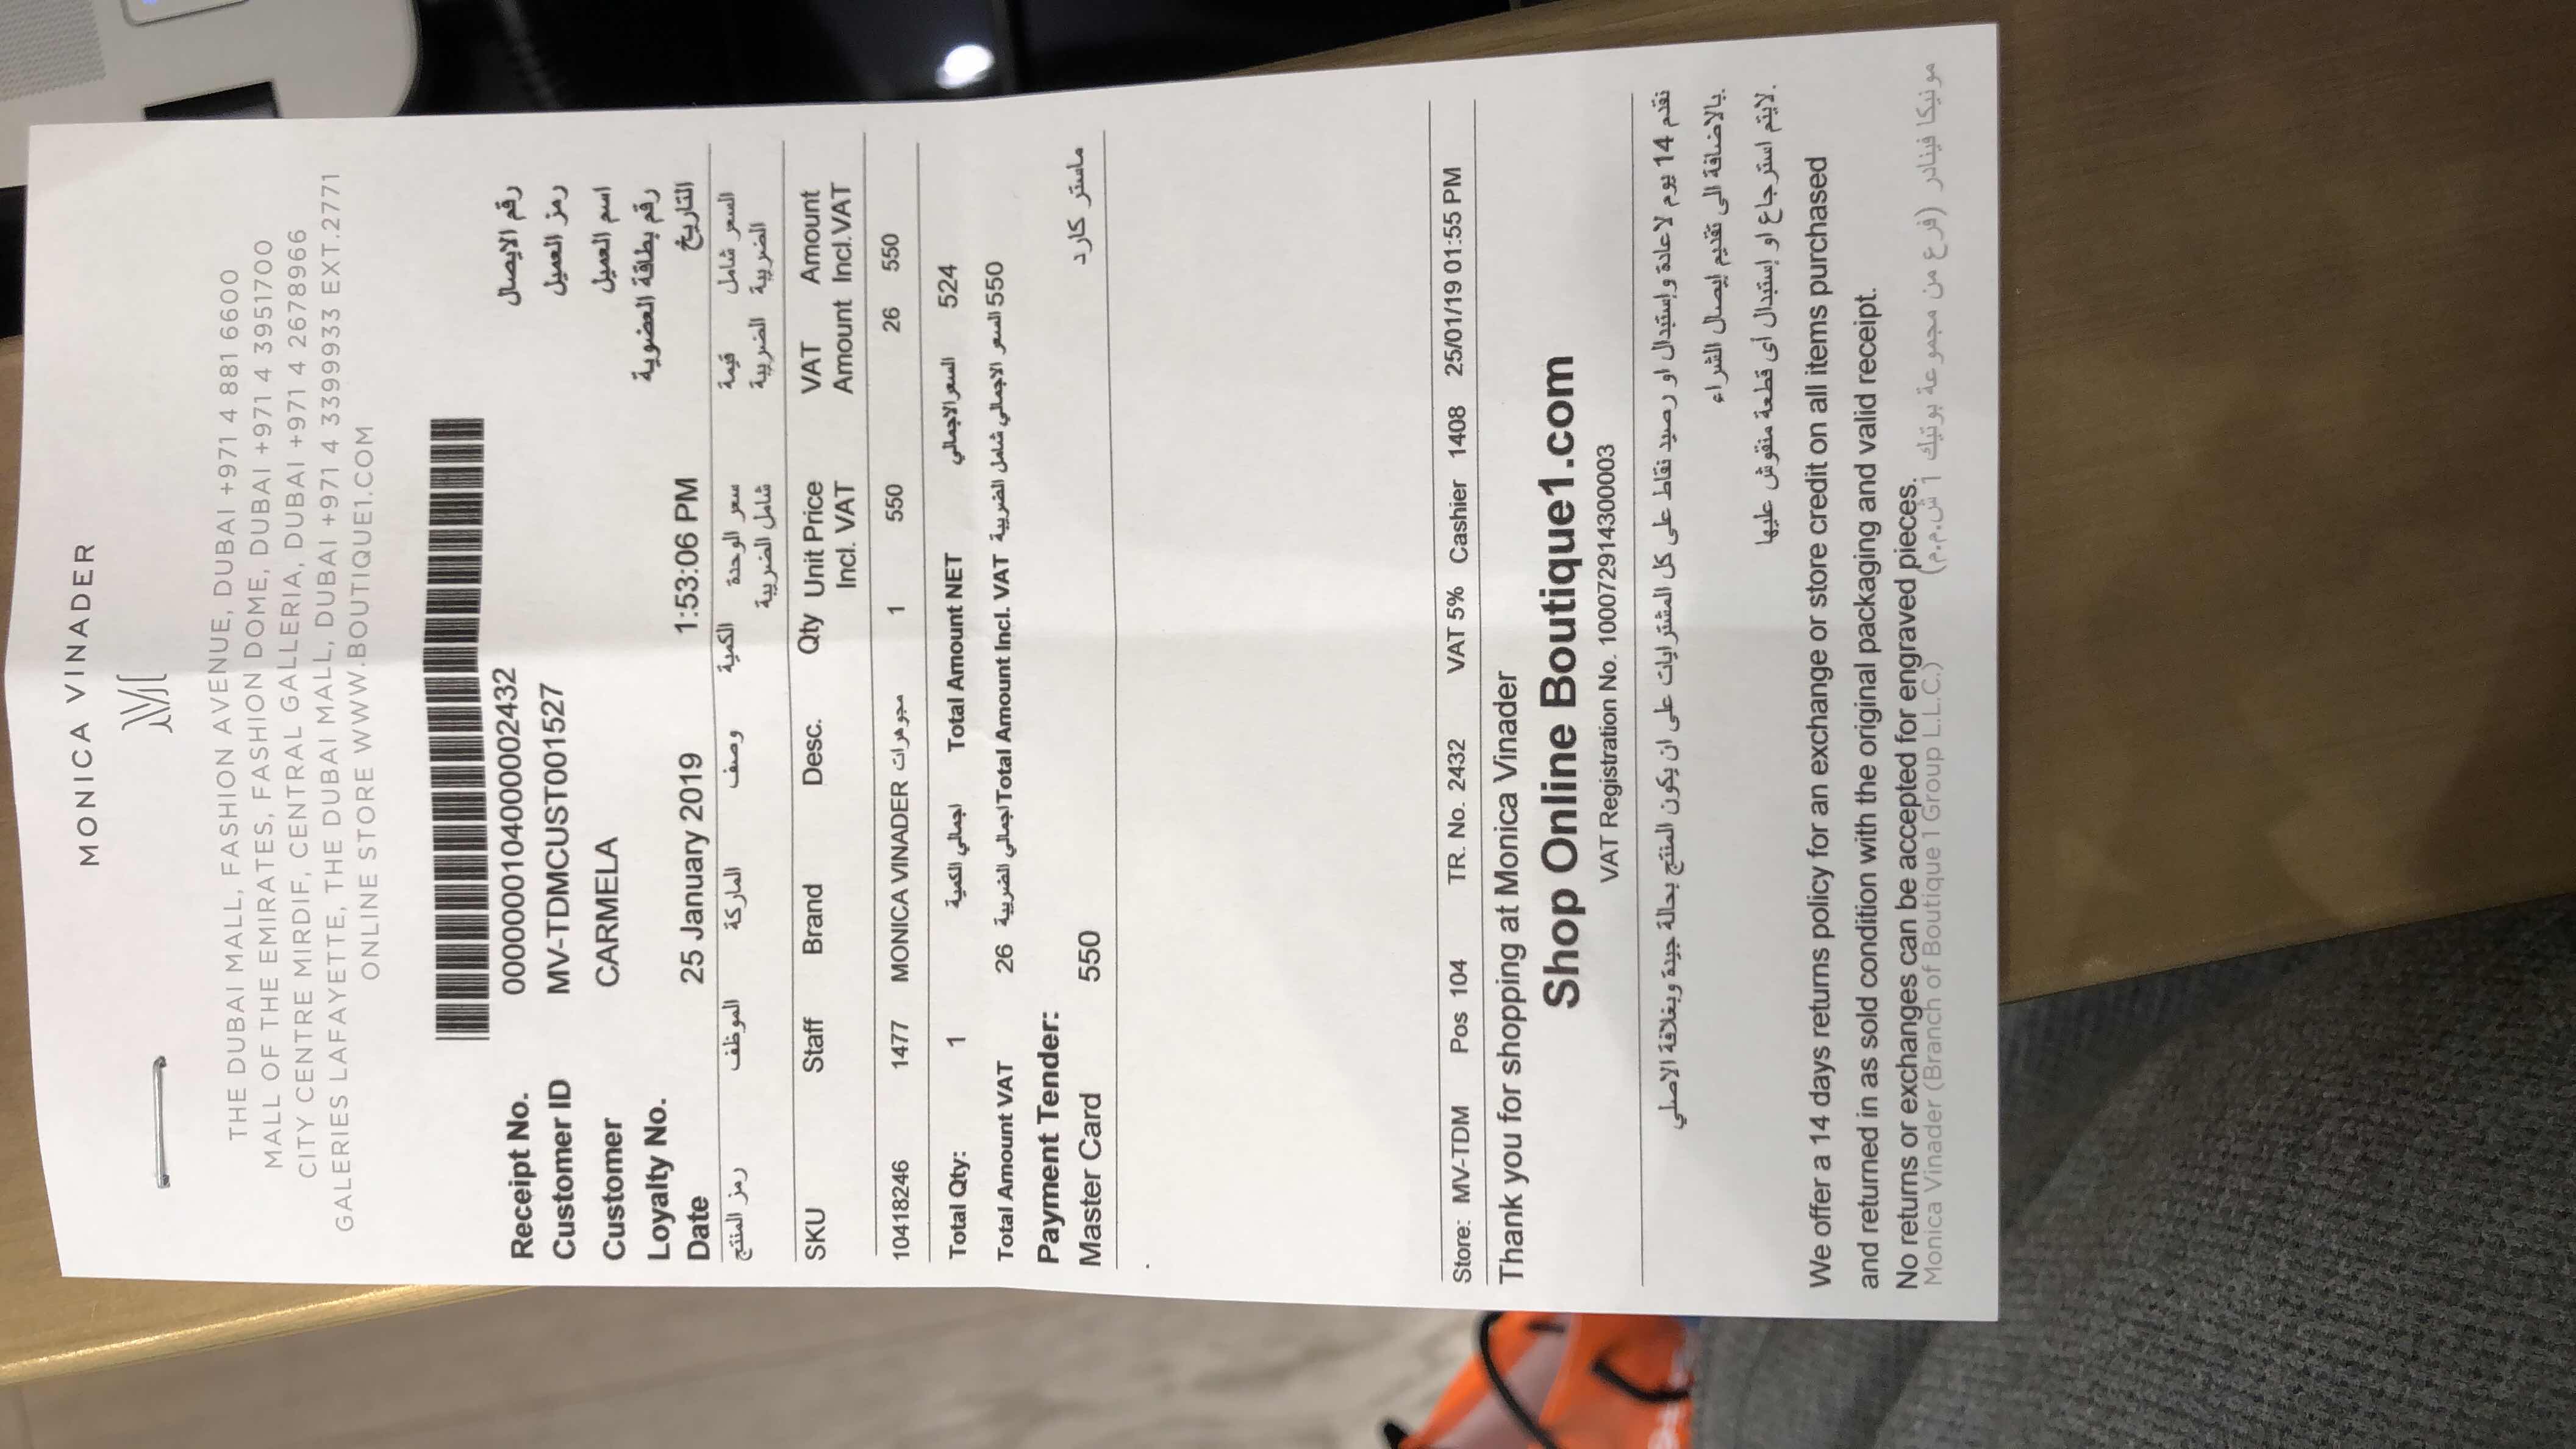 MONICA VINADER
THE DUBAI MALL, FASHION AVENUE, DUBAI +971 4 881 6600
MALL OF THE EMIRATES, FASHION DOME, DUBAI +971 4 3951700
CITY CENTRE MIRDIF, CENTRAL GALLERIA, DUBAI +971 4 2678966
GALERIES LAFAYETTE, THE DUBAI MALL, DUBAI +971 4 3399933 EXT.2771
ONLINE STORE WWW.BOUTIQUE1.COM
Receipt No. 0000000104000002432 رقم الايصال
Customer ID MV-TDMCUST001527 رمز العميل
Customer CARMELA اسم العميل
Loyalty No. رقم بطاقة العضوية
Date 25 January 2019 1:53:06 PM التاريخ
رمز المنتج الموظف الماركة وصف الكمية سعر الوحدة قيمة السعر شامل
شامل الضريبة الضريبة الضريبة
SKU Staff Brand Desc. Qty Unit Price VAT Amount
Incl. VAT Amount Incl.VAT
10418246 1477 MONICA VINADER مجوهرات 1 550 26 550
Total Qty: 1 اجمالي الكمية Total Amount NET السعرالاجمالي 524
Total Amount VAT 26 اجمالي الضريبة Total Amount Incl. VAT السعر الاجمالي شامل الضريبة 550
Payment Tender:
Master Card 550 ماستر كارد
Store: MV-TDM Pos 104 TR. No. 2432 VAT 5% Cashier 1408 25/01/19 01:55 PM
Thank you for shopping at Monica Vinader
Shop Online Boutique1.com
VAT Registration No. 100072914300003
نقدم 14 يوم لاعادة وإستبدال او رصيد نقاط على كل المشترايات على ان يكون المنتج بحالة جيدة وبغلافة الاصلي
بالاضافة الى تقديم إيصال الشراء.
لايتم استرجاع او إستبدال أى قطعة منقوش عليها.
We offer a 14 days returns policy for an exchange or store credit on all items purchased
and returned in as sold condition with the original packaging and valid receipt.
No returns or exchanges can be accepted for engraved pieces.
Monica Vinader (Branch of Boutique 1 Group L.L.C.) مونيكا فينادر (فرع من مجموعة بوتيك 1 ش.م.م)